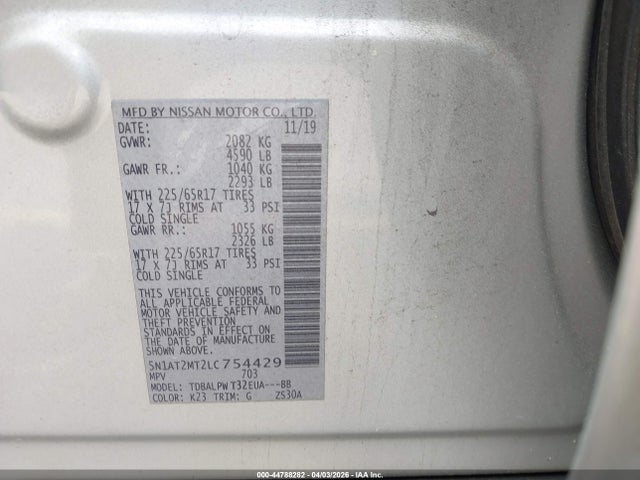 MFD BY NISSAN MOTOR CO., LTD.
DATE: 11/19
GVWR: 2082 KG
4590 LB
GAWR FR.: 1040 KG
2293 LB
WITH 225/65R17 TIRES
17 X 7J RIMS AT 33 PSI
COLD SINGLE
GAWR RR.: 1055 KG
2326 LB
WITH 225/65R17 TIRES
17 X 7J RIMS AT 33 PSI
COLD SINGLE
THIS VEHICLE CONFORMS TO
ALL APPLICABLE FEDERAL
MOTOR VEHICLE SAFETY AND
THEFT PREVENTION
STANDARDS IN EFFECT ON
THE DATE OF MANUFACTURE
SHOWN ABOVE.
5N1AT2MT2LC754429
MPV 703
MODEL: TDBALPWT32EUA---BB
COLOR: K23 TRIM: G ZS30A
000-44788282 - 04/03/2026 - IAA Inc.